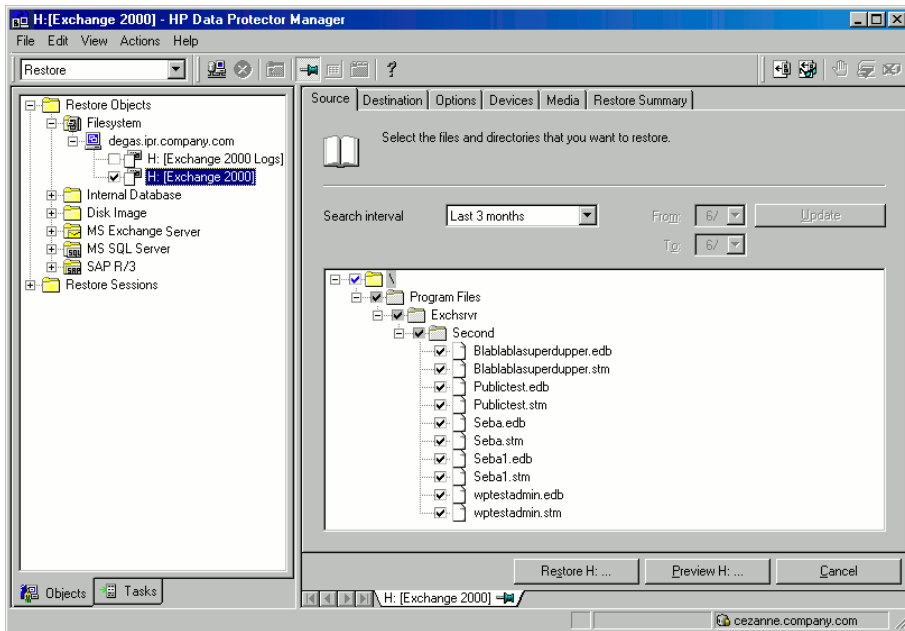 H:[Exchange 2000] - HP Data Protector Manager
File Edit View Actions Help
Restore
Restore Objects
Filesystem
degas.ipr.company.com
H: [Exchange 2000 Logs]
H: [Exchange 2000]
Internal Database
Disk Image
MS Exchange Server
MS SQL Server
SAP R/3
Restore Sessions
Objects Tasks
Source Destination Options Devices Media Restore Summary
Select the files and directories that you want to restore.
Search interval Last 3 months From: 6/ Update
To: 6/
\
Program Files
Exchsrvr
Second
Blablablasuperdupper.edb
Blablablasuperdupper.stm
Publictest.edb
Publictest.stm
Seba.edb
Seba.stm
Seba1.edb
Seba1.stm
wptestadmin.edb
wptestadmin.stm
Restore H: ... Preview H: ... Cancel
H: [Exchange 2000]
cezanne.company.com